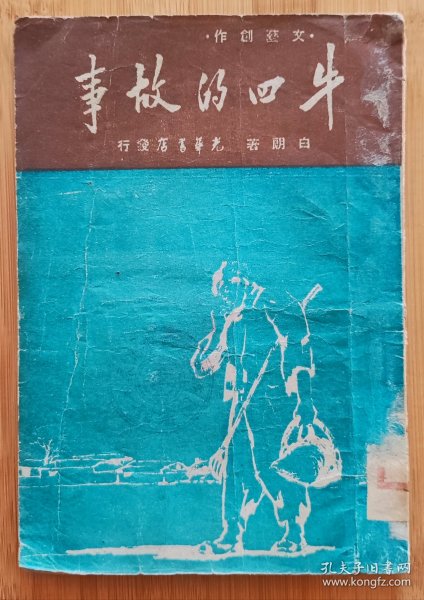 ·文藝創作·
牛四的故事
白朗著 光華書店發行
孔夫子旧书网
www.kongfz.com